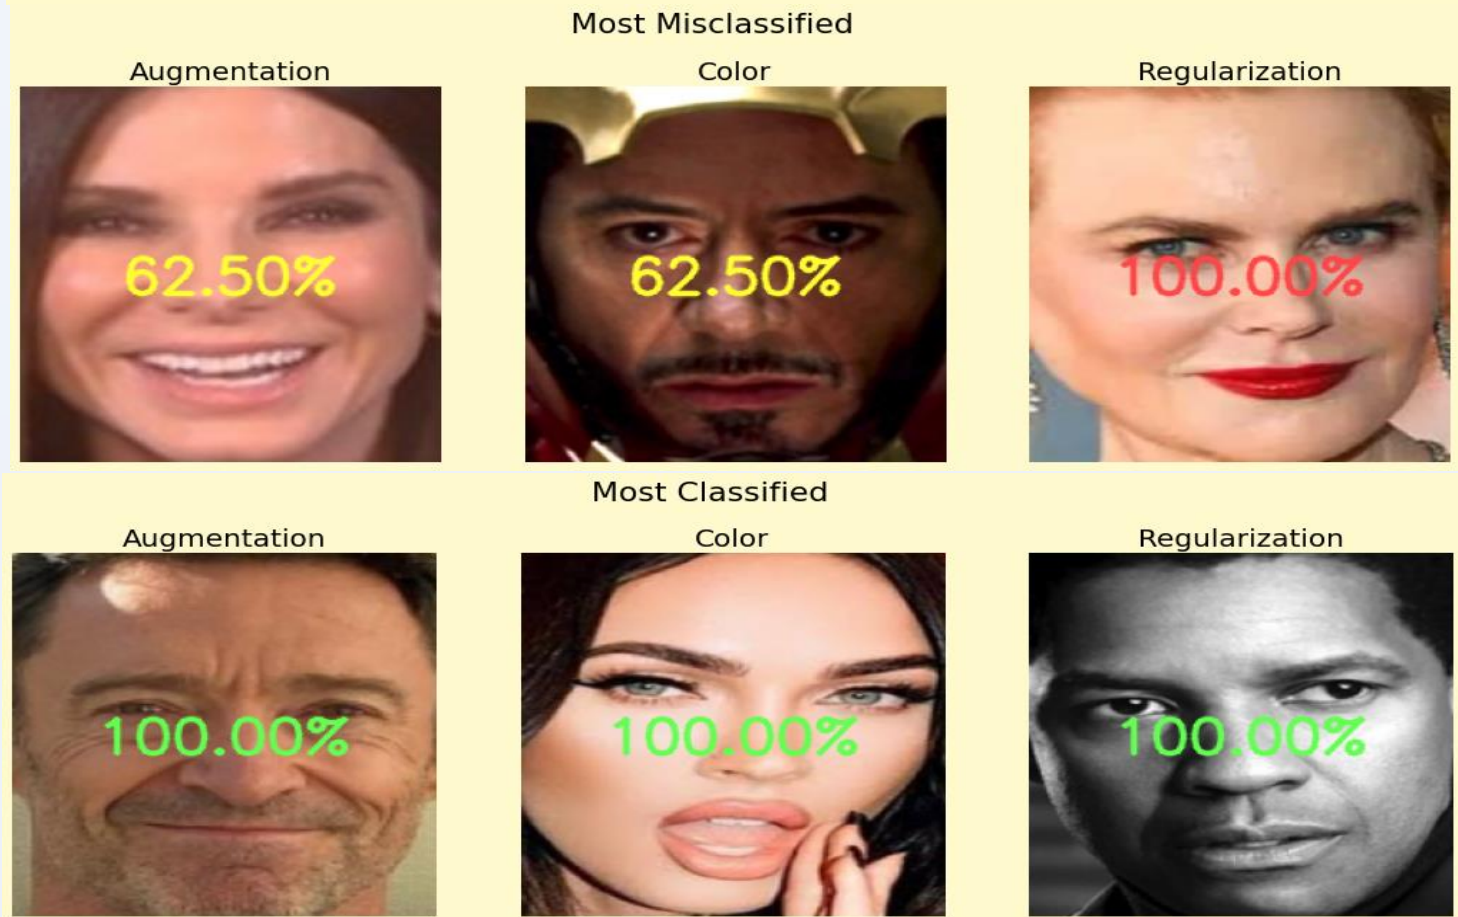 Most Misclassified
Augmentation Color Regularization
62.50% 62.50% 100.00%
Most Classified
Augmentation Color Regularization
100.00% 100.00% 100.00%